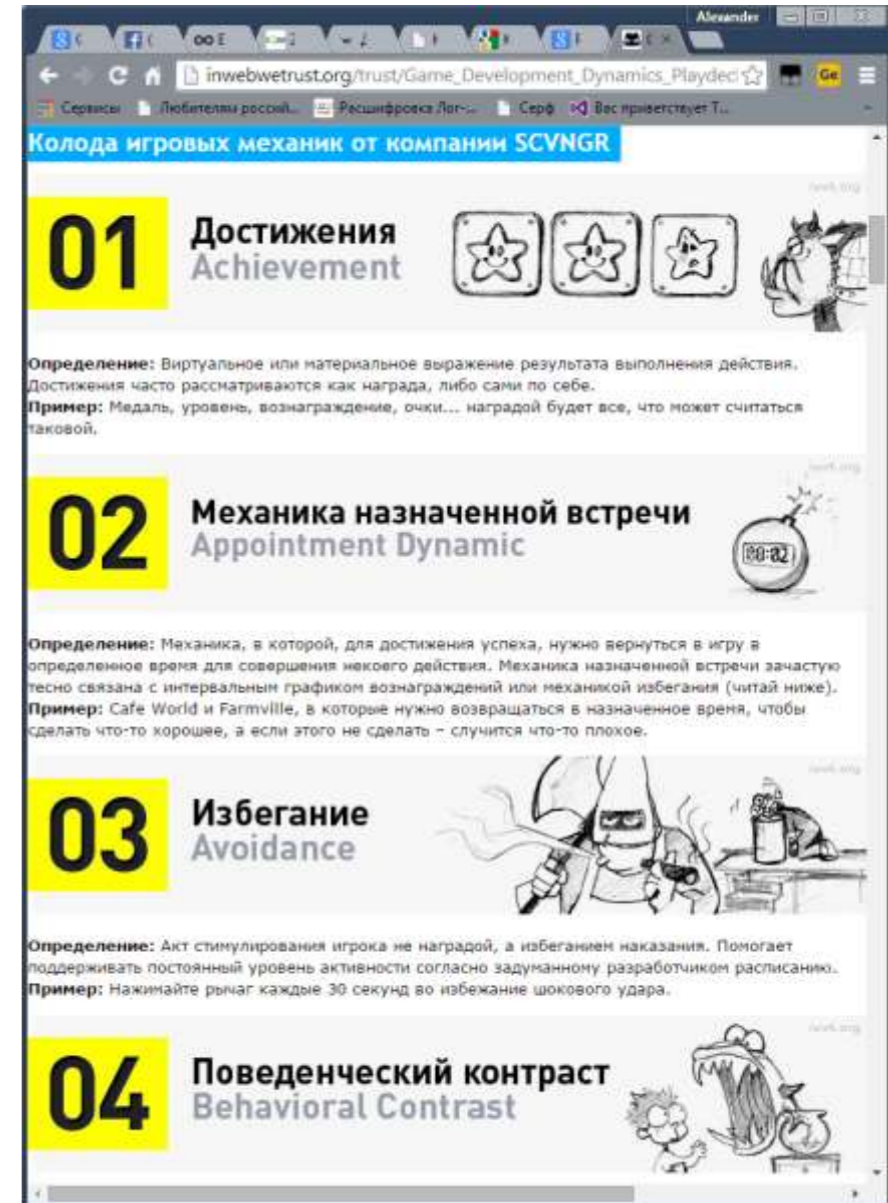 Alexander
inwebwetrust.org/trust/Game_Development_Dynamics_Playdec
Сервисы Любителям россий... Расшифровка Лог-... Серф Вас приветствует T...
Колода игровых механик от компании SCVNGR
01
Достижения
Achievement
Определение: Виртуальное или материальное выражение результата выполнения действия.
Достижения часто рассматриваются как награда, либо сами по себе.
Пример: Медаль, уровень, вознаграждение, очки... наградой будет все, что может считаться
таковой.
02
Механика назначенной встречи
Appointment Dynamic
00:02
Определение: Механика, в которой, для достижения успеха, нужно вернуться в игру в
определенное время для совершения некоего действия. Механика назначенной встречи зачастую
тесно связана с интервальным графиком вознаграждений или механикой избегания (читай ниже).
Пример: Cafe World и Farmville, в которые нужно возвращаться в назначенное время, чтобы
сделать что-то хорошее, а если этого не сделать – случится что-то плохое.
03
Избегание
Avoidance
Определение: Акт стимулирования игрока не наградой, а избеганием наказания. Помогает
поддерживать постоянный уровень активности согласно задуманному разработчиком расписанию.
Пример: Нажимайте рычаг каждые 30 секунд во избежание шокового удара.
04
Поведенческий контраст
Behavioral Contrast